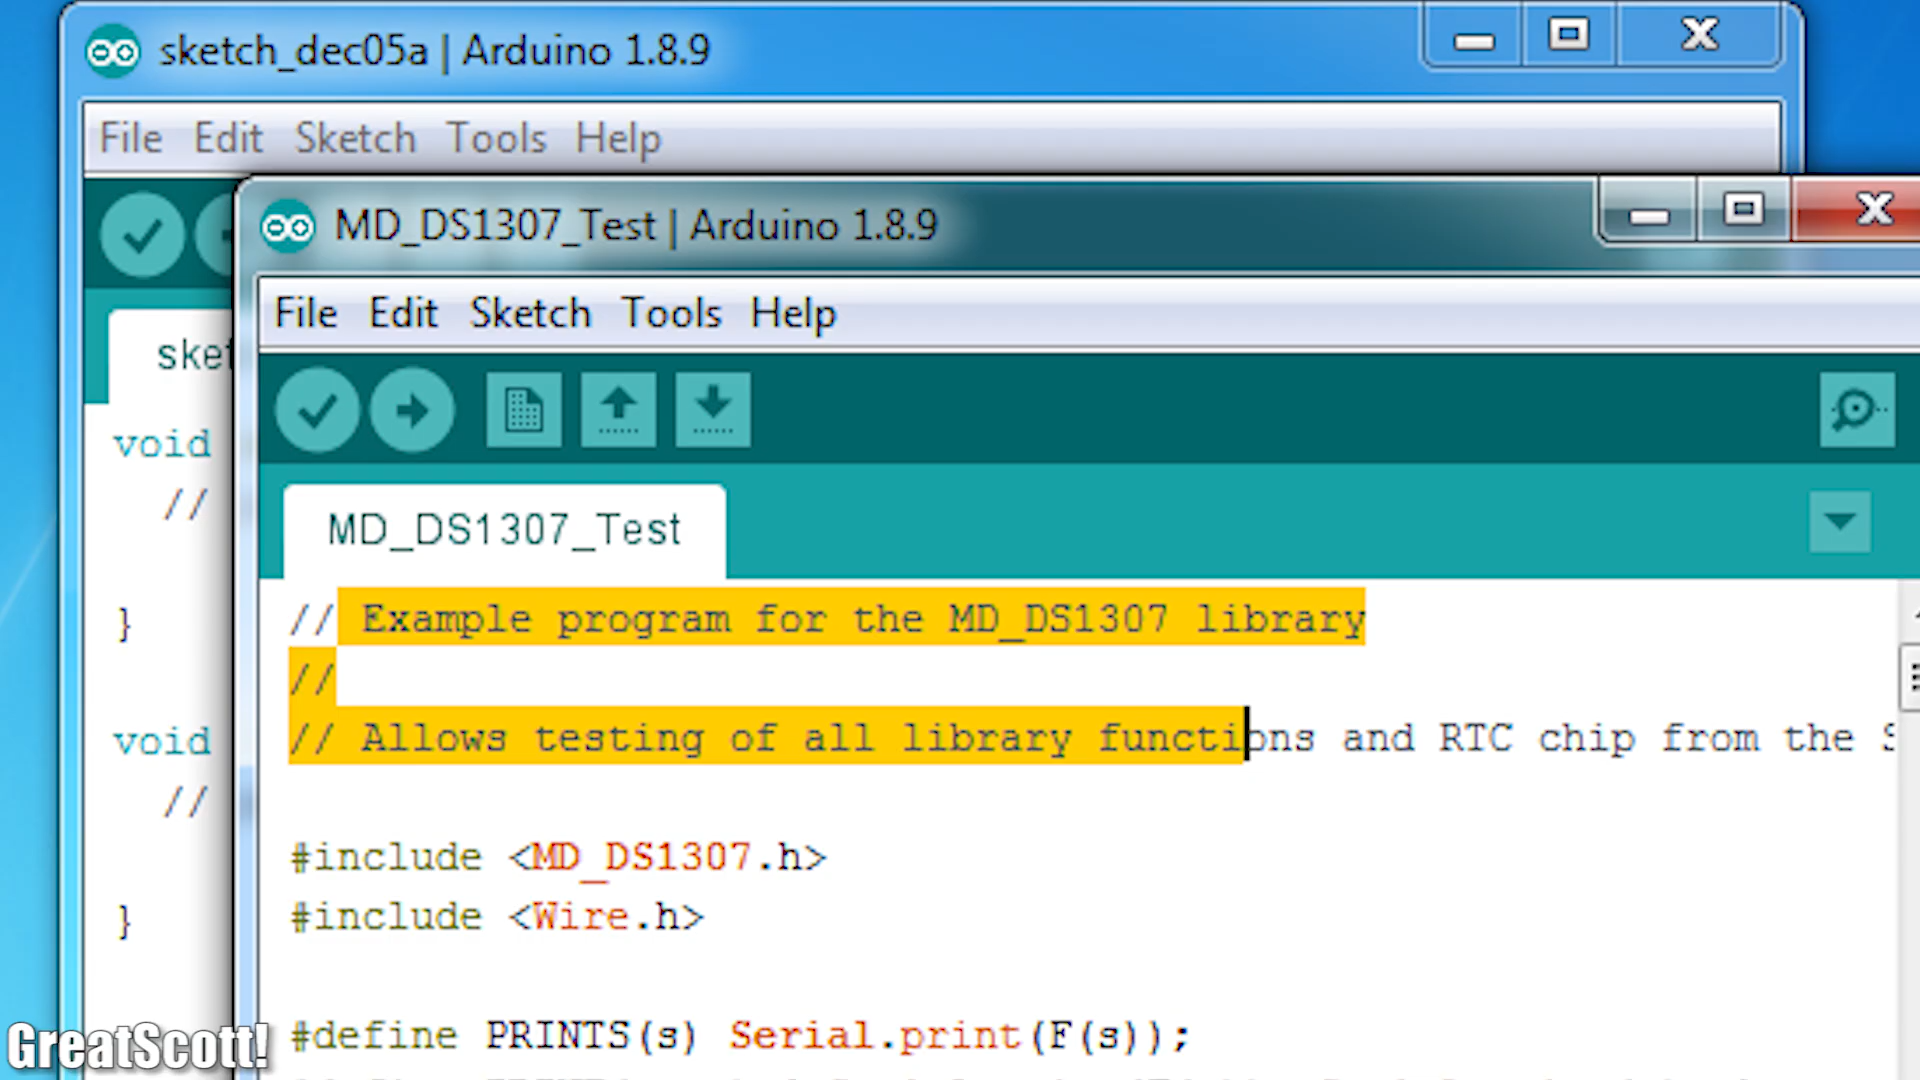 sketch_dec05a | Arduino 1.8.9
File Edit Sketch Tools Help
MD_DS1307_Test | Arduino 1.8.9
File Edit Sketch Tools Help
MD_DS1307_Test
void
//
}
void
//
}
// Example program for the MD_DS1307 library
//
// Allows testing of all library functions and RTC chip from the
#include <MD_DS1307.h>
#include <Wire.h>
#define PRINTS(s) Serial.print(F(s));
GreatScott!